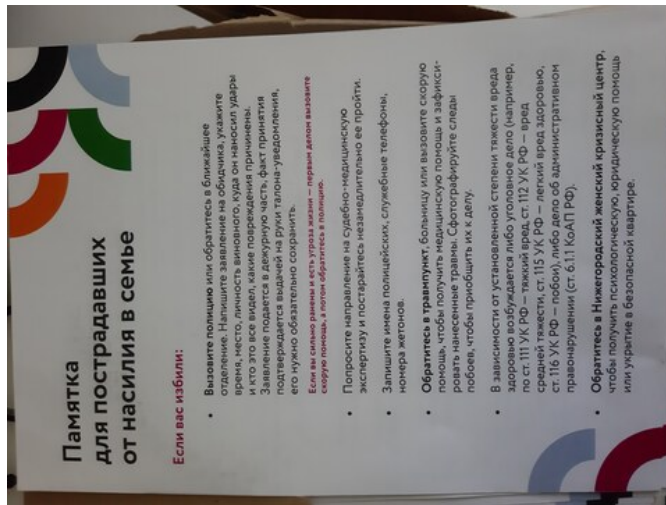 Памятка
для пострадавших
от насилия в семье
Если вас избили:
• Вызовите полицию или обратитесь в ближайшее
отделение. Напишите заявление на обидчика, укажите
время, место, личность виновного, куда он наносил удары
и кто это все видел, какие повреждения причинены.
Заявление подается в дежурную часть, факт принятия
подтверждается выдачей на руки талона-уведомления,
его нужно обязательно сохранить.
Если вы сильно ранены и есть угроза жизни — первым делом вызовите
скорую помощь, а потом обратитесь в полицию.
• Попросите направление на судебно-медицинскую
экспертизу и постарайтесь незамедлительно ее пройти.
• Запишите имена полицейских, служебные телефоны,
номера жетонов.
• Обратитесь в травмпункт, больницу или вызовите скорую
помощь, чтобы получить медицинскую помощь и зафикси-
ровать нанесенные травмы. Сфотографируйте следы
побоев, чтобы приобщить их к делу.
• В зависимости от установленной степени тяжести вреда
здоровью возбуждается либо уголовное дело (например,
по ст. 111 УК РФ — тяжкий вред, ст. 112 УК РФ — вред
средней тяжести, ст. 115 УК РФ — легкий вред здоровью,
ст. 116 УК РФ — побои), либо дело об административном
правонарушении (ст. 6.1.1 КоАП РФ).
• Обратитесь в Нижегородский женский кризисный центр,
чтобы получить психологическую, юридическую помощь
или укрытие в безопасной квартире.